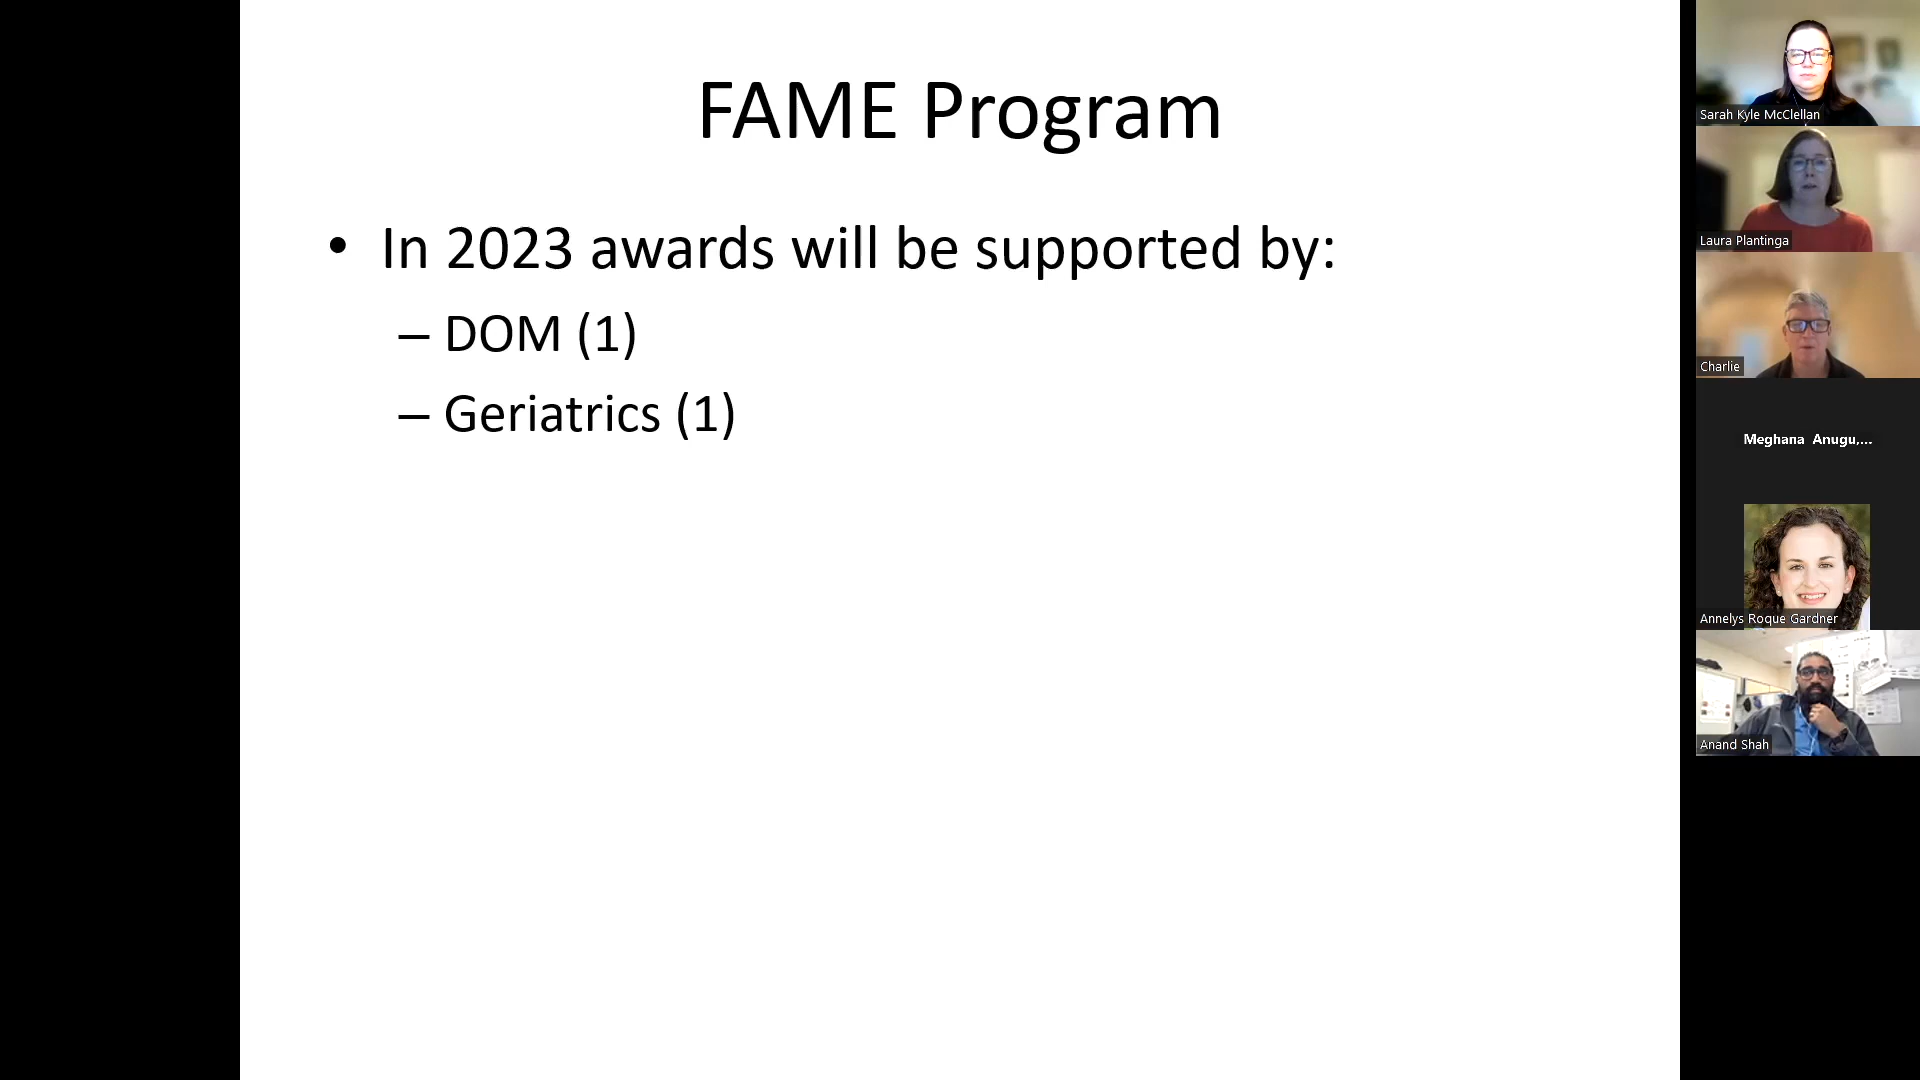 FAME Program
• In 2023 awards will be supported by:
– DOM (1)
– Geriatrics (1)
Sarah Kyle McClellan
Laura Plantinga
Charlie
Meghana Anugu,...
Annelys Roque Gardner
Anand Shah